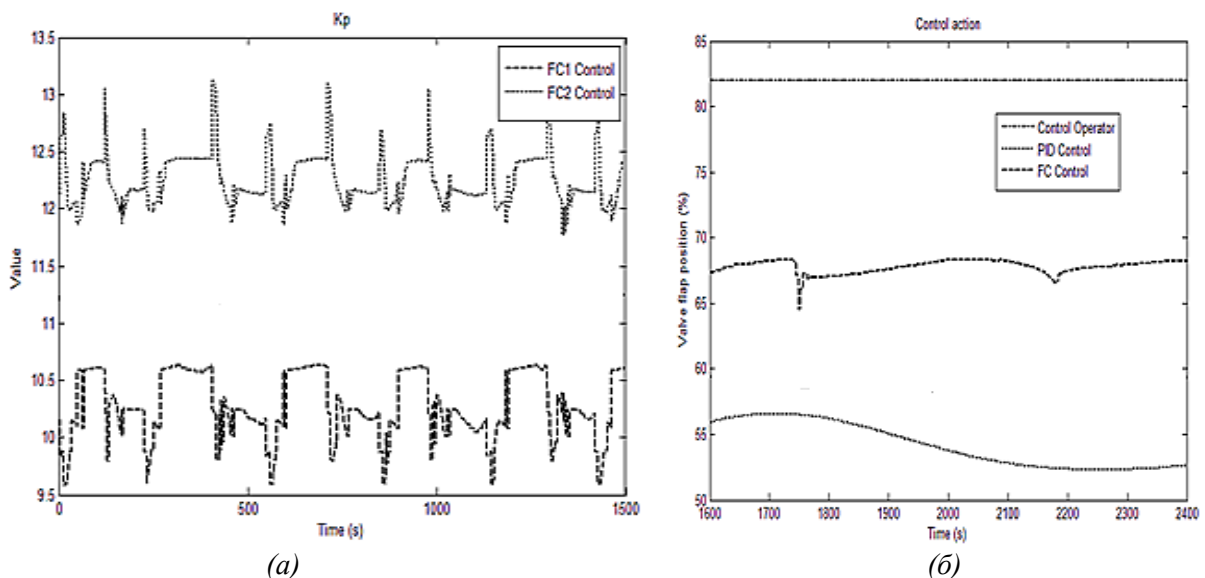 Kp
13.5
13
12.5
12
11.5
11
10.5
10
9.5
0
500
1000
1500
Value
Time (s)
FC1 Control
FC2 Control
(а)
Control action
85
80
75
70
65
60
55
50
1600
1700
1800
1900
2000
2100
2200
2300
2400
Valve flap position (%)
Time (s)
Control Operator
PID Control
FC Control
(б)